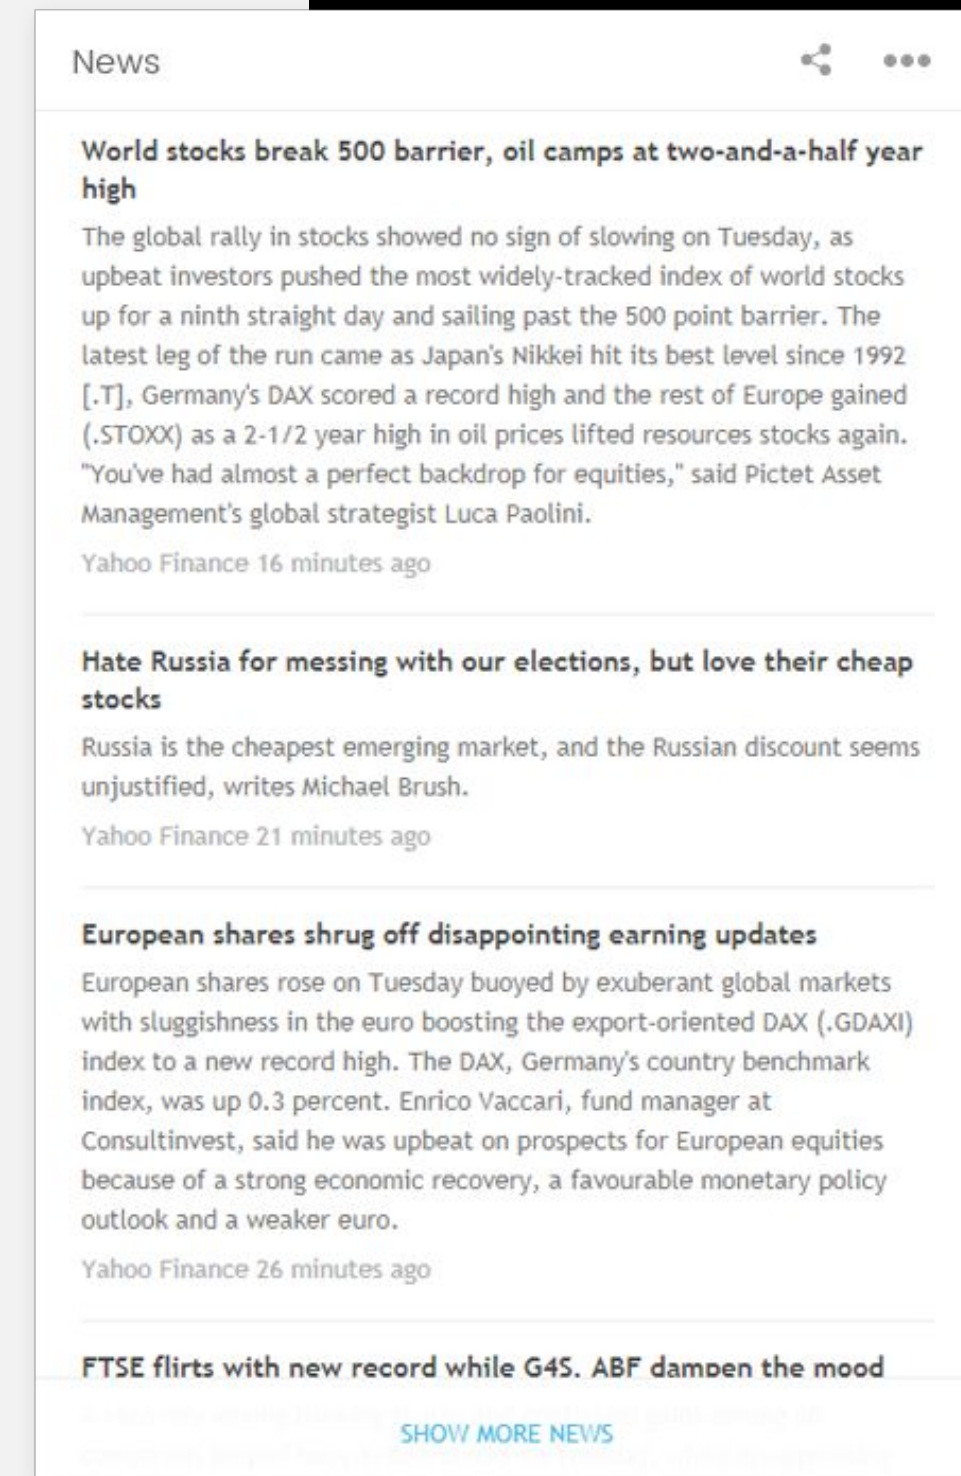 News
World stocks break 500 barrier, oil camps at two-and-a-half year
high
The global rally in stocks showed no sign of slowing on Tuesday, as
upbeat investors pushed the most widely-tracked index of world stocks
up for a ninth straight day and sailing past the 500 point barrier. The
latest leg of the run came as Japan's Nikkei hit its best level since 1992
[.T], Germany's DAX scored a record high and the rest of Europe gained
(.STOXX) as a 2-1/2 year high in oil prices lifted resources stocks again.
"You've had almost a perfect backdrop for equities," said Pictet Asset
Management's global strategist Luca Paolini.
Yahoo Finance 16 minutes ago
Hate Russia for messing with our elections, but love their cheap
stocks
Russia is the cheapest emerging market, and the Russian discount seems
unjustified, writes Michael Brush.
Yahoo Finance 21 minutes ago
European shares shrug off disappointing earning updates
European shares rose on Tuesday buoyed by exuberant global markets
with sluggishness in the euro boosting the export-oriented DAX (.GDAXI)
index to a new record high. The DAX, Germany's country benchmark
index, was up 0.3 percent. Enrico Vaccari, fund manager at
Consultinvest, said he was upbeat on prospects for European equities
because of a strong economic recovery, a favourable monetary policy
outlook and a weaker euro.
Yahoo Finance 26 minutes ago
FTSE flirts with new record while G4S, ABF dampen the mood
SHOW MORE NEWS